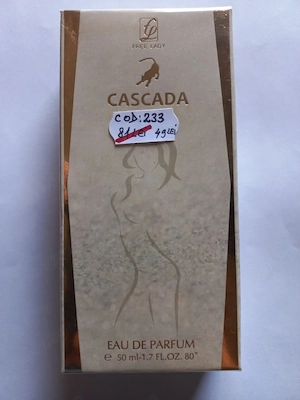 FREE LADY
CASCADA
COD:233
81 LEI 49 LEI
EAU DE PARFUM
e 50 ml-1.7 FL.OZ. 80°